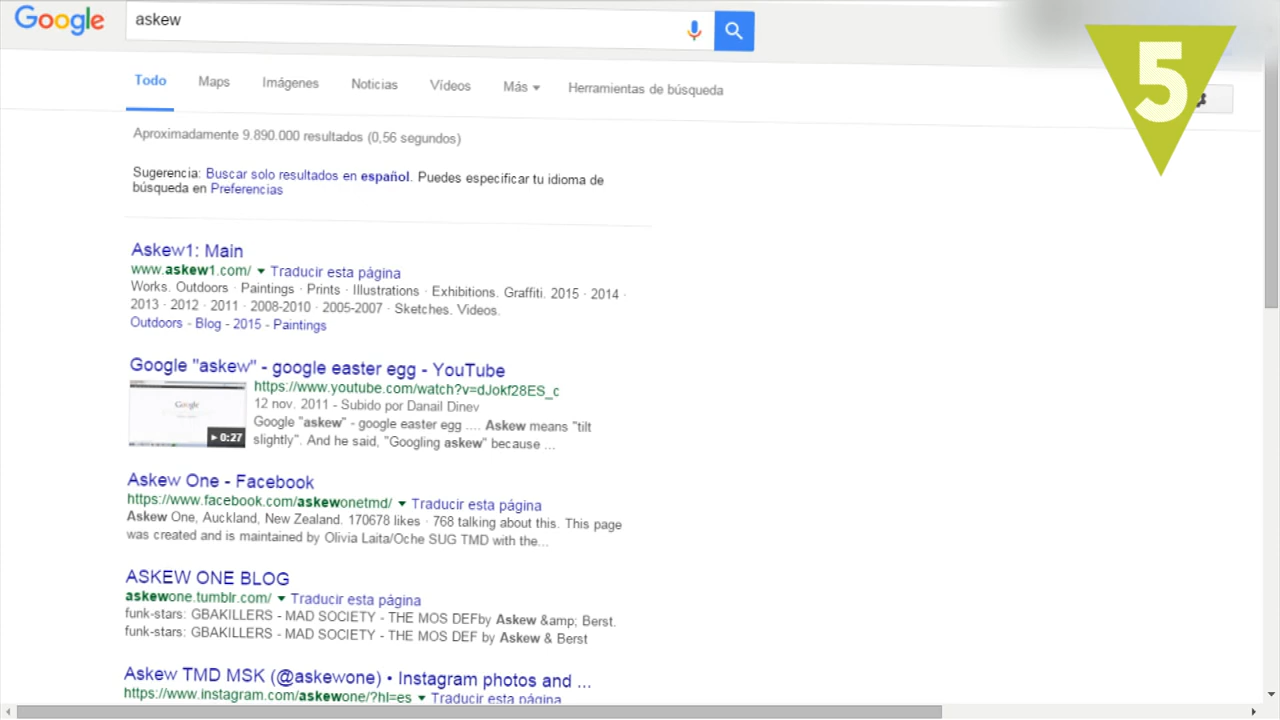 Google
askew
5
Todo Maps Imágenes Noticias Vídeos Más Herramientas de búsqueda
Aproximadamente 9.890.000 resultados (0,56 segundos)
Sugerencia: Buscar solo resultados en español. Puedes especificar tu idioma de
búsqueda en Preferencias
Askew1: Main
www.askew1.com/ Traducir esta página
Works. Outdoors · Paintings · Prints · Illustrations · Exhibitions. Graffiti. 2015 · 2014 ·
2013 · 2012 · 2011 · 2008-2010 · 2005-2007 · Sketches. Videos.
Outdoors - Blog - 2015 - Paintings
Google "askew" - google easter egg - YouTube
https://www.youtube.com/watch?v=dJokf28ES_c
12 nov. 2011 - Subido por Danail Dinev
Google "askew" - google easter egg .... Askew means "tilt
slightly". And he said, "Googling askew" because ...
Google
0:27
Askew One - Facebook
https://www.facebook.com/askewonetmd/ Traducir esta página
Askew One, Auckland, New Zealand. 170678 likes · 768 talking about this. This page
was created and is maintained by Olivia Laita/Oche SUG TMD with the...
ASKEW ONE BLOG
askewone.tumblr.com/ Traducir esta página
funk-stars: GBAKILLERS - MAD SOCIETY - THE MOS DEFby Askew &amp; Berst.
funk-stars: GBAKILLERS - MAD SOCIETY - THE MOS DEF by Askew & Berst
Askew TMD MSK (@askewone) • Instagram photos and ...
https://www.instagram.com/askewone/?hl=es Traducir esta página